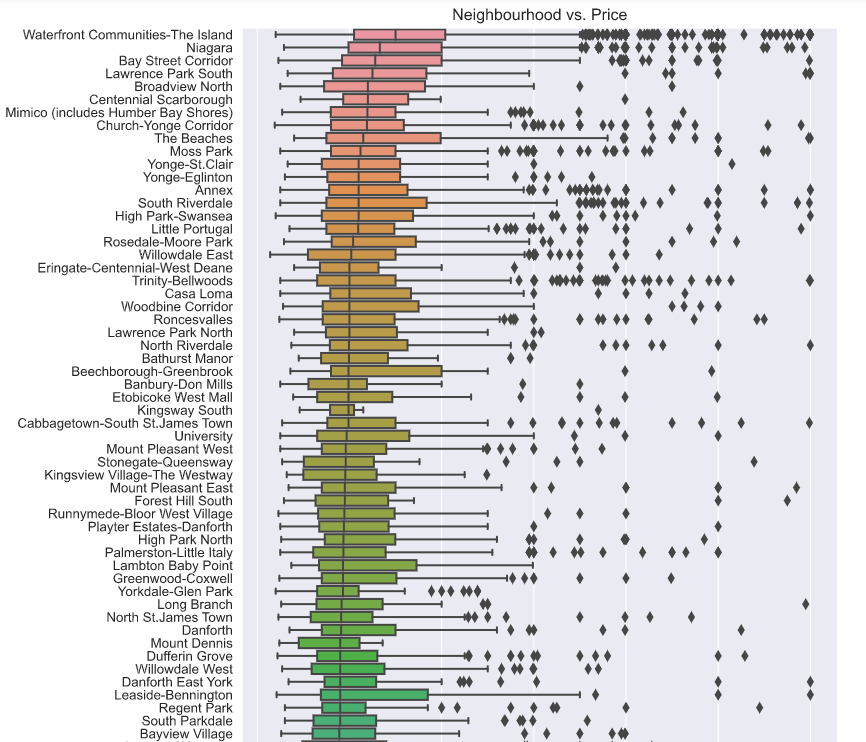 Neighbourhood vs. Price
Waterfront Communities-The Island
Niagara
Bay Street Corridor
Lawrence Park South
Broadview North
Centennial Scarborough
Mimico (includes Humber Bay Shores)
Church-Yonge Corridor
The Beaches
Moss Park
Yonge-St.Clair
Yonge-Eglinton
Annex
South Riverdale
High Park-Swansea
Little Portugal
Rosedale-Moore Park
Willowdale East
Eringate-Centennial-West Deane
Trinity-Bellwoods
Casa Loma
Woodbine Corridor
Roncesvalles
Lawrence Park North
North Riverdale
Bathurst Manor
Beechborough-Greenbrook
Banbury-Don Mills
Etobicoke West Mall
Kingsway South
Cabbagetown-South St.James Town
University
Mount Pleasant West
Stonegate-Queensway
Kingsview Village-The Westway
Mount Pleasant East
Forest Hill South
Runnymede-Bloor West Village
Playter Estates-Danforth
High Park North
Palmerston-Little Italy
Lambton Baby Point
Greenwood-Coxwell
Yorkdale-Glen Park
Long Branch
North St.James Town
Danforth
Mount Dennis
Dufferin Grove
Willowdale West
Danforth East York
Leaside-Bennington
Regent Park
South Parkdale
Bayview Village